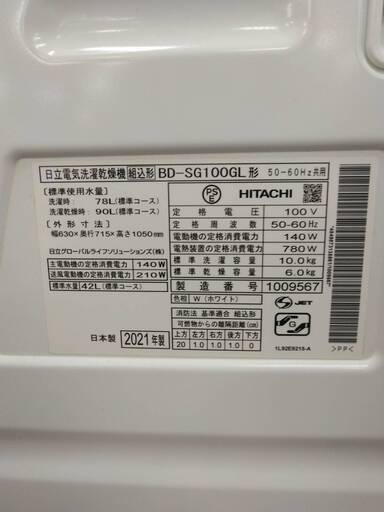 日立電気洗濯乾燥機 組込形 BD-SG100GL形 50-60Hz共用
[標準使用水量]
洗濯時: 78L(標準コース)
洗濯乾燥時: 90L(標準コース)
[外形寸法]
幅630×奥行715×高さ1050mm
日立グローバルライフソリューションズ(株)
主電動機の定格消費電力 140W
送風電動機の定格消費電力 210W
標準水量42L(標準コース)
日本製 2021年製
PS E HITACHI
定格電圧 100V
定格周波数 50-60Hz
電動機の定格消費電力 140W
電熱装置の定格消費電力 780W
標準洗濯容量 10.0kg
標準乾燥容量 6.0kg
製造番号 1009567
色相 W(ホワイト)
消防法 基準適合 組込形
可燃物からの離隔距離(cm)
上方 左方 右方 前方 後方 下方
20 1.0 1.0 1.0 0
S JET
G
1L92E9215-A
>PP<